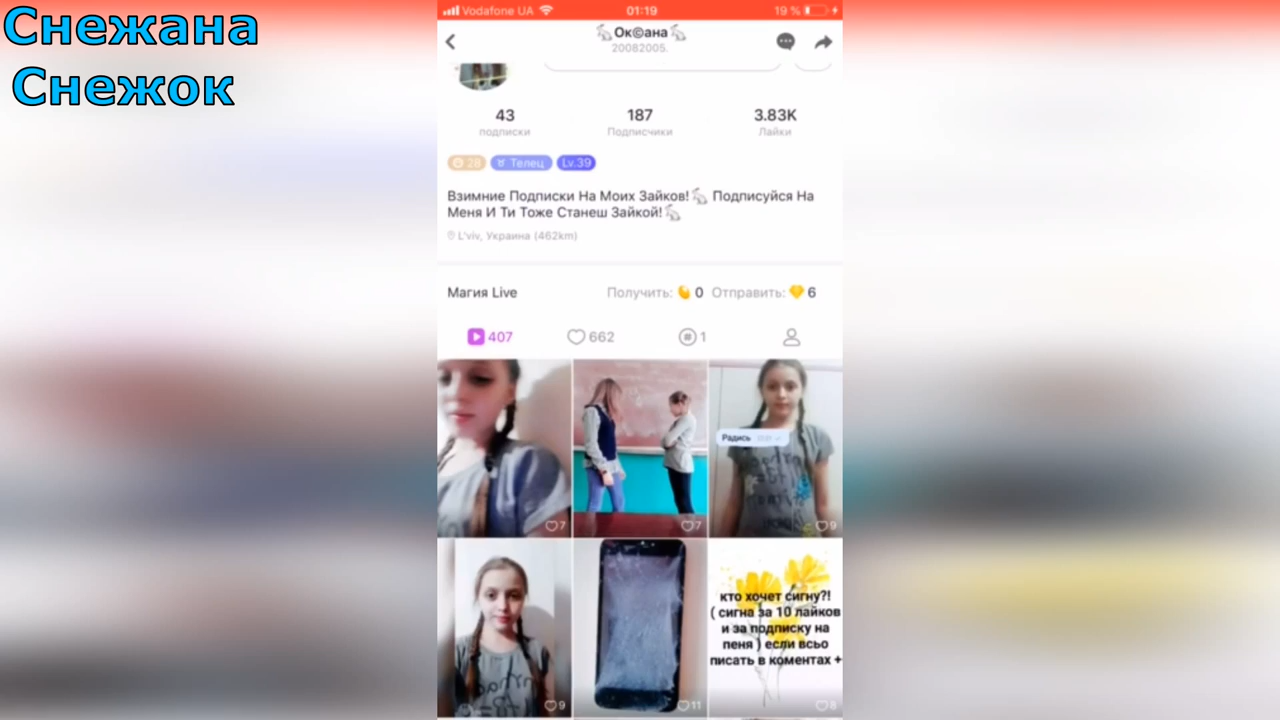 Снежана
Снежок
Vodafone UA
01:19
19 %
Ок©ана
20082005.
43
подписки
187
Подписчики
3.83K
Лайки
28
Телец
Lv.39
Взимние Подписки На Моих Зайков! Подписуйся На
Меня И Ти Тоже Станеш Зайкой!
L'viv, Украина (462km)
Магия Live
Получить: 0 Отправить: 6
407
662
1
Радись
7
7
9
кто хочет сигну?!
( сигна за 10 лайков
и за подписку на
пеня ) если всьо
писать в коментах +
9
11
8